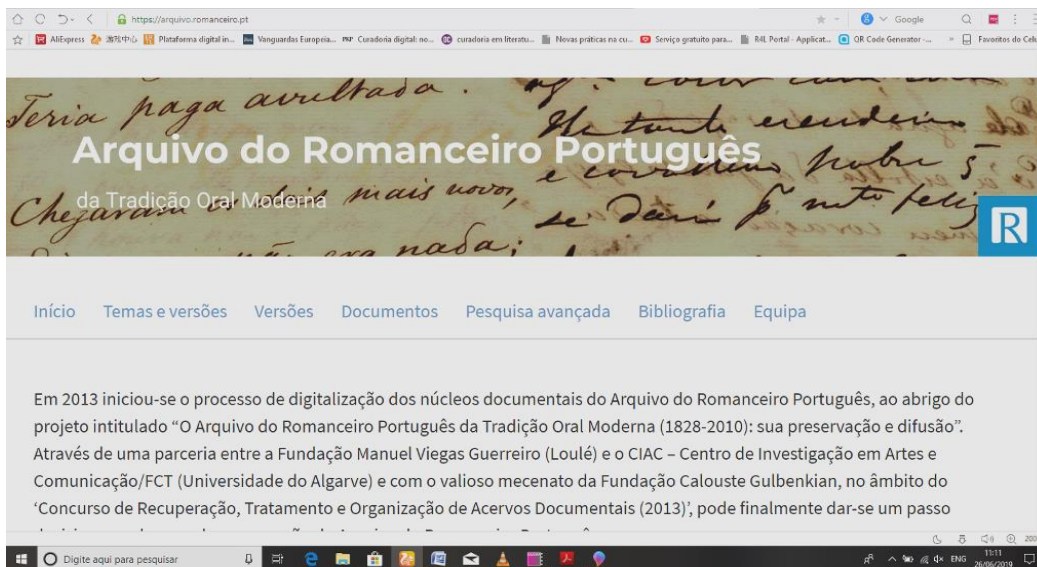 https://arquivo.romanceiro.pt
Google
AliExpress
Plataforma digital in...
Vanguardas Europeia...
Curadoria digital: no...
curadoria em literatu...
Novas práticas na cu...
Serviço gratuito para...
R4L Portal - Applicat...
QR Code Generator -...
Favoritos do Celu
Teria paga avultada.
Arquivo do Romanceiro Português
da Tradição Oral Moderna
Chegavam os mais novos,
não era nada;
R
Início Temas e versões Versões Documentos Pesquisa avançada Bibliografia Equipa
Em 2013 iniciou-se o processo de digitalização dos núcleos documentais do Arquivo do Romanceiro Português, ao abrigo do
projeto intitulado “O Arquivo do Romanceiro Português da Tradição Oral Moderna (1828-2010): sua preservação e difusão”.
Através de uma parceria entre a Fundação Manuel Viegas Guerreiro (Loulé) e o CIAC – Centro de Investigação em Artes e
Comunicação/FCT (Universidade do Algarve) e com o valioso mecenato da Fundação Calouste Gulbenkian, no âmbito do
‘Concurso de Recuperação, Tratamento e Organização de Acervos Documentais (2013)’, pode finalmente dar-se um passo
200
Digite aqui para pesquisar
ENG
11:11
26/06/2019